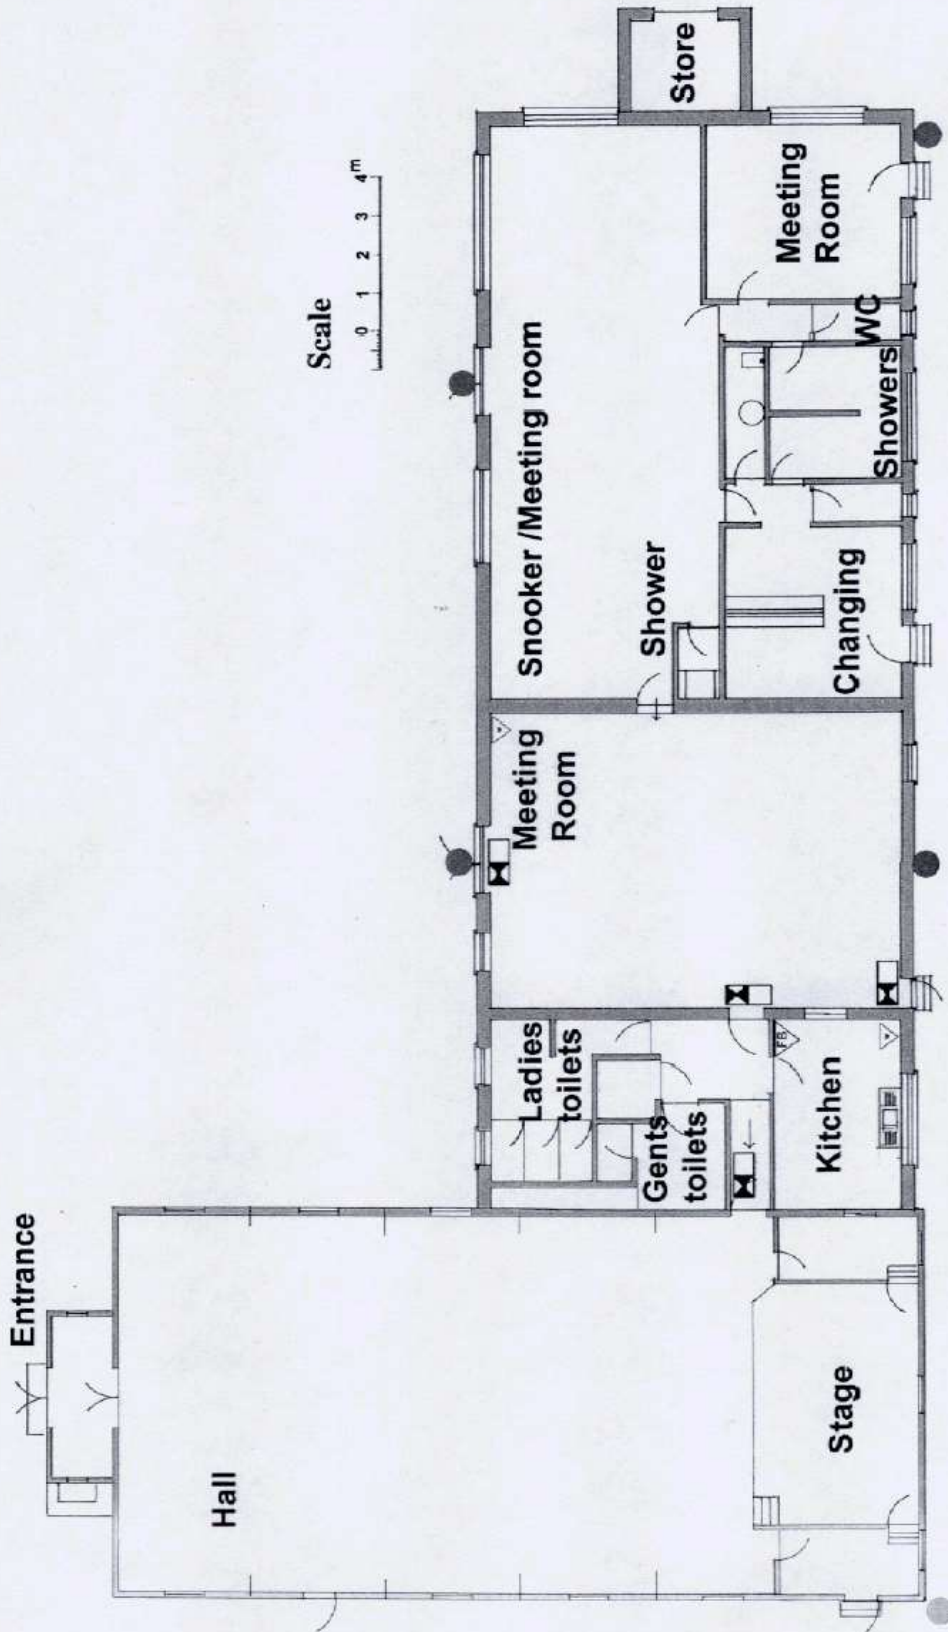 Entrance
Hall
Stage
Ladies
toilets
Gents
toilets
Kitchen
FB
Meeting
Room
Snooker /Meeting room
Shower
Changing
Showers
WC
Meeting
Room
Store
Scale
0 1 2 3 4m